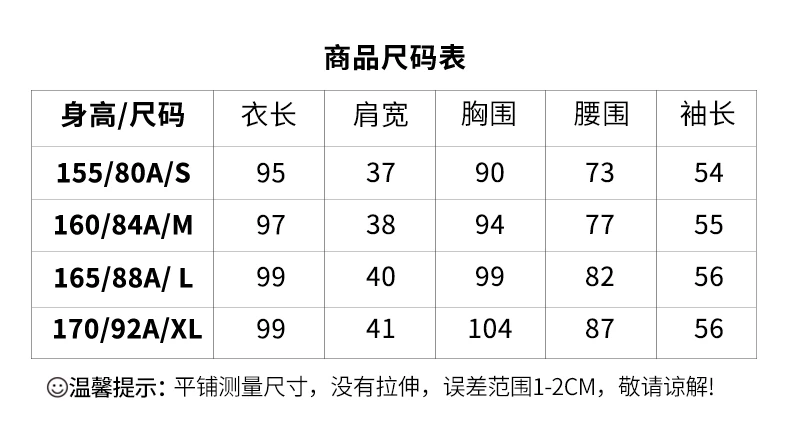 商品尺码表
身高/尺码 衣长 肩宽 胸围 腰围 袖长
155/80A/S 95 37 90 73 54
160/84A/M 97 38 94 77 55
165/88A/ L 99 40 99 82 56
170/92A/XL 99 41 104 87 56
温馨提示：平铺测量尺寸，没有拉伸，误差范围1-2CM，敬请谅解!